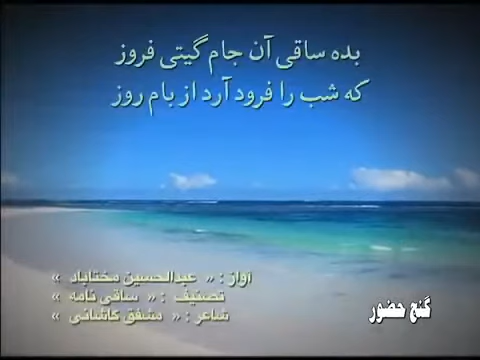 بده ساقی آن جام گیتی فروز
که شب را فرود آرد از بام روز
آواز : « عبدالحسین مختاباد »
تصنیف : « ساقی نامه »
شاعر : « مشفق کاشانی »
گنج حضور